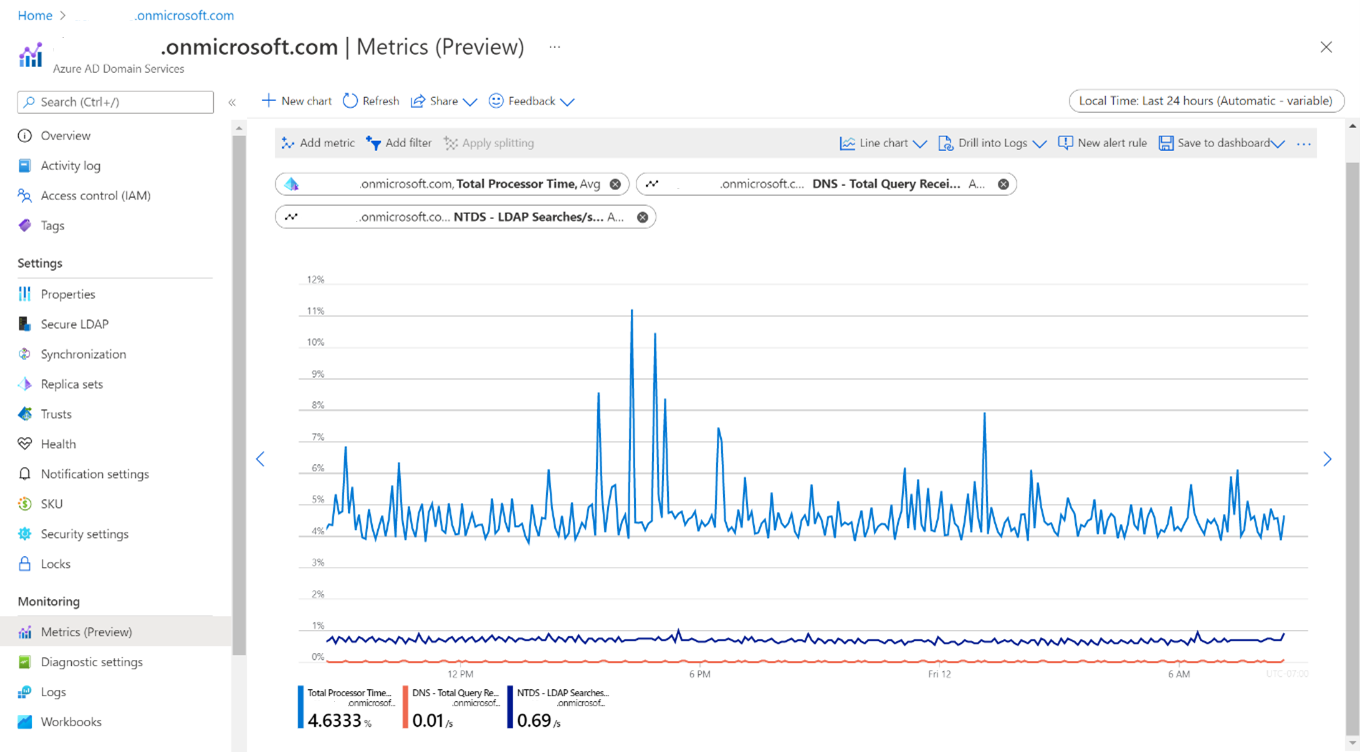 Home > .onmicrosoft.com
.onmicrosoft.com | Metrics (Preview) ...
Azure AD Domain Services
Search (Ctrl+/)
«
Overview
Activity log
Access control (IAM)
Tags
Settings
Properties
Secure LDAP
Synchronization
Replica sets
Trusts
Health
Notification settings
SKU
Security settings
Locks
Monitoring
Metrics (Preview)
Diagnostic settings
Logs
Workbooks
New chart Refresh Share Feedback
Local Time: Last 24 hours (Automatic - variable)
Add metric Add filter Apply splitting Line chart Drill into Logs New alert rule Save to dashboard ...
.onmicrosoft.com, Total Processor Time, Avg
.onmicrosoft.c... DNS - Total Query Recei... A...
.onmicrosoft.co... NTDS - LDAP Searches/s... A...
12%
11%
10%
9%
8%
7%
6%
5%
4%
3%
2%
1%
0%
12 PM 6 PM Fri 12 6 AM UTC-07:00
Total Processor Time...
.onmicrosof...
4.6333 %
DNS - Total Query Re...
.onmicrosoft...
0.01 /s
NTDS - LDAP Searches...
.onmicrosof...
0.69 /s